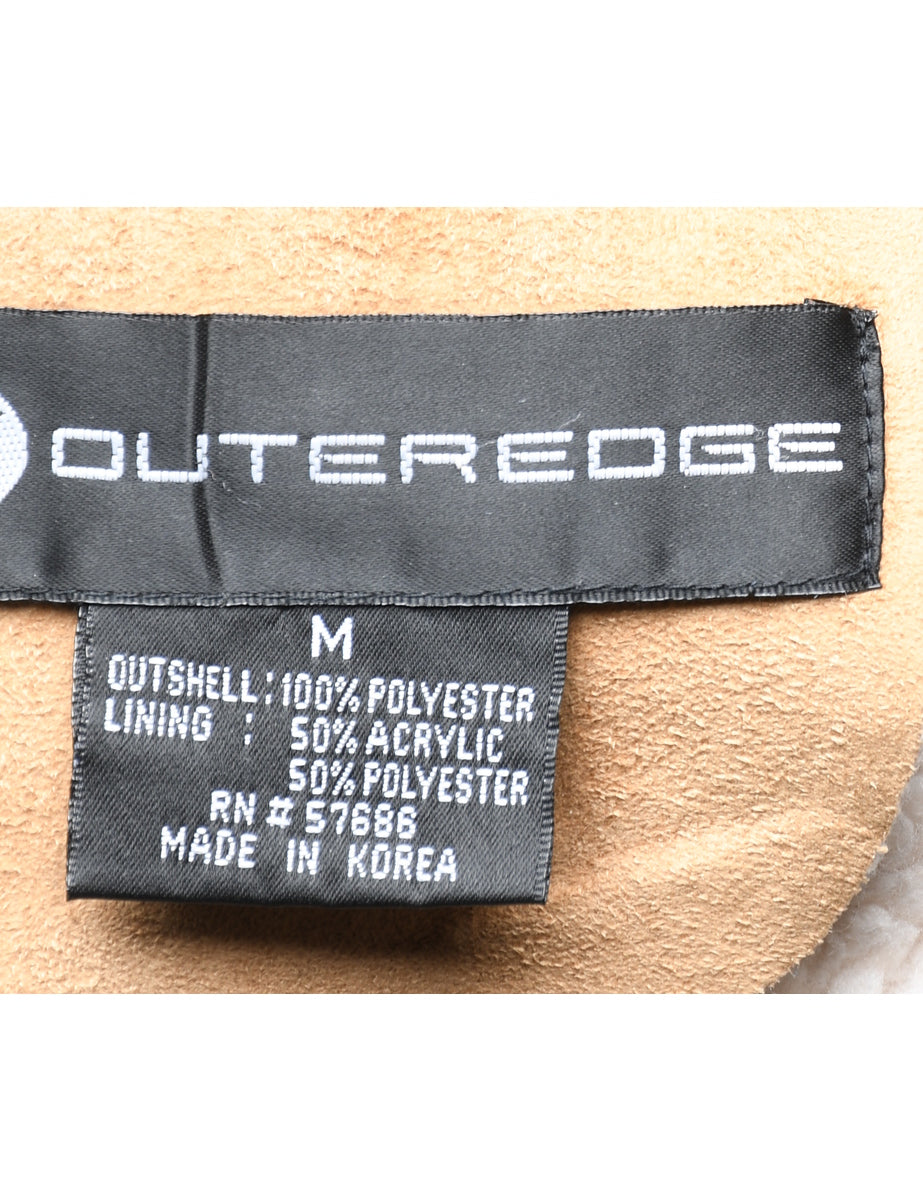 OUTEREDGE
M
OUTSHELL: 100% POLYESTER
LINING : 50% ACRYLIC
50% POLYESTER
RN # 57686
MADE IN KOREA